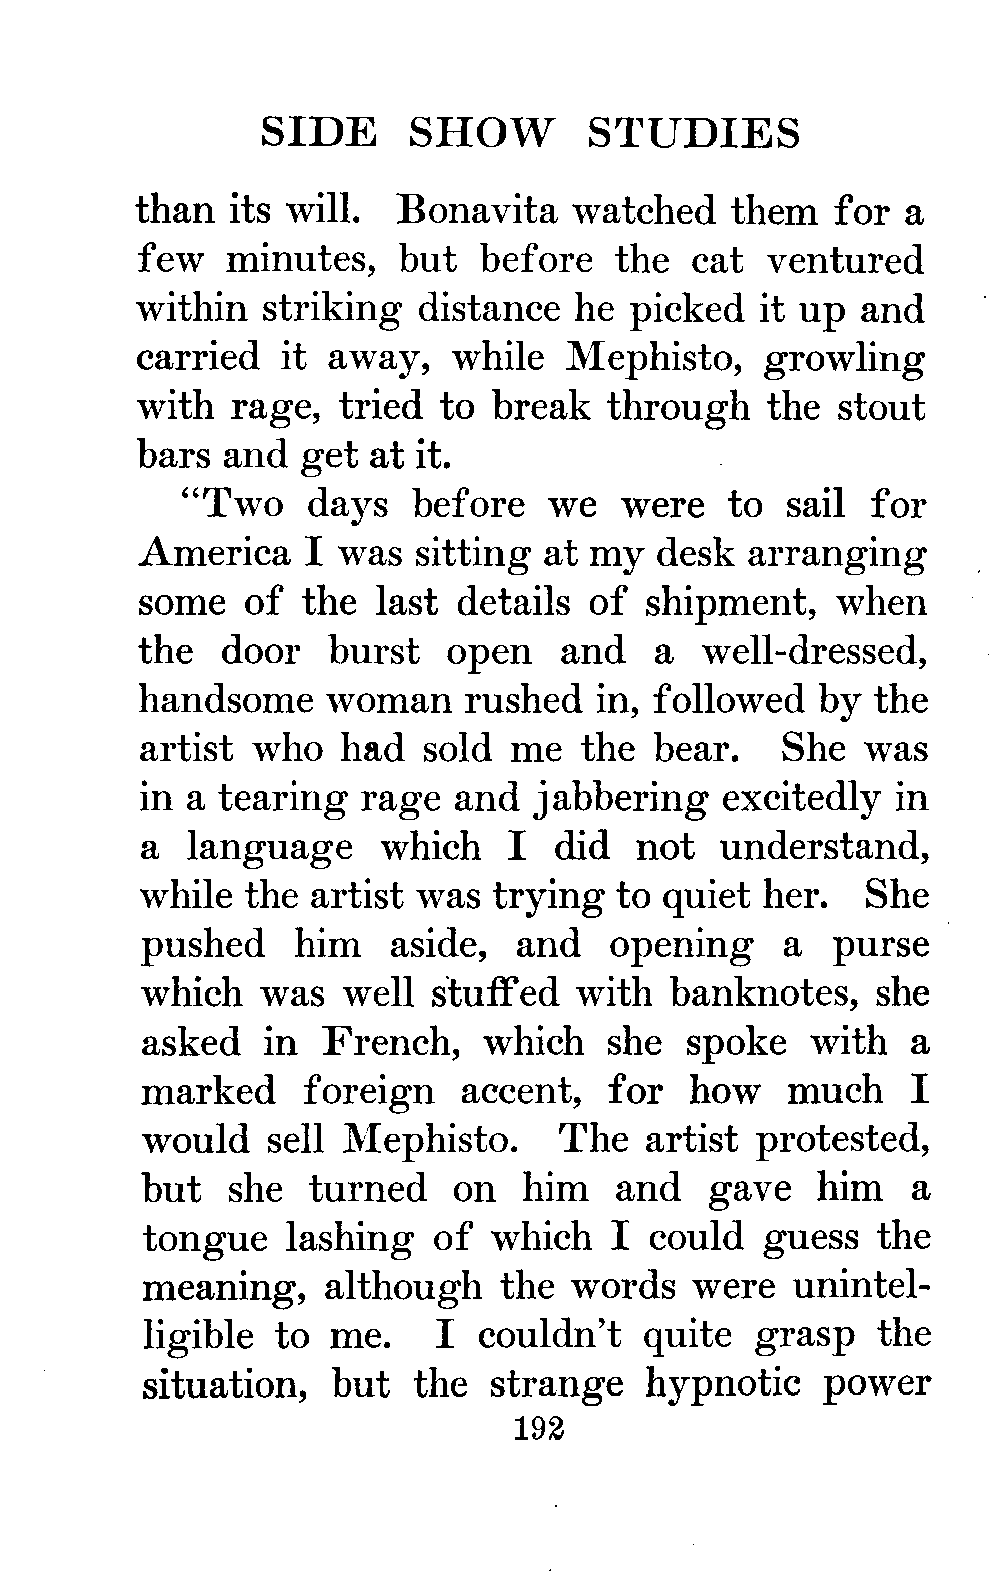 SIDE SHOW STUDIES
than its will. Bonavita watched them for a
few minutes, but before the cat ventured
within striking distance he picked it up and
carried it away, while Mephisto, growling
with rage, tried to break through the stout
bars and get at it.
“Two days before we were to sail for
America I was sitting at my desk arranging
some of the last details of shipment, when
the door burst open and a well-dressed,
handsome woman rushed in, followed by the
artist who had sold me the bear. She was
in a tearing rage and jabbering excitedly in
a language which I did not understand,
while the artist was trying to quiet her. She
pushed him aside, and opening a purse
which was well stuffed with banknotes, she
asked in French, which she spoke with a
marked foreign accent, for how much I
would sell Mephisto. The artist protested,
but she turned on him and gave him a
tongue lashing of which I could guess the
meaning, although the words were unintel-
ligible to me. I couldn’t quite grasp the
situation, but the strange hypnotic power
192